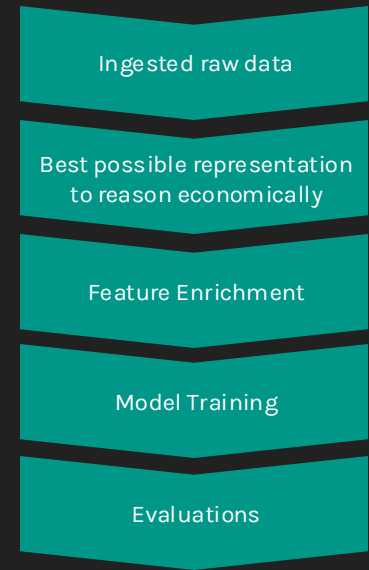 Ingested raw data
Best possible representation
to reason economically
Feature Enrichment
Model Training
Evaluations